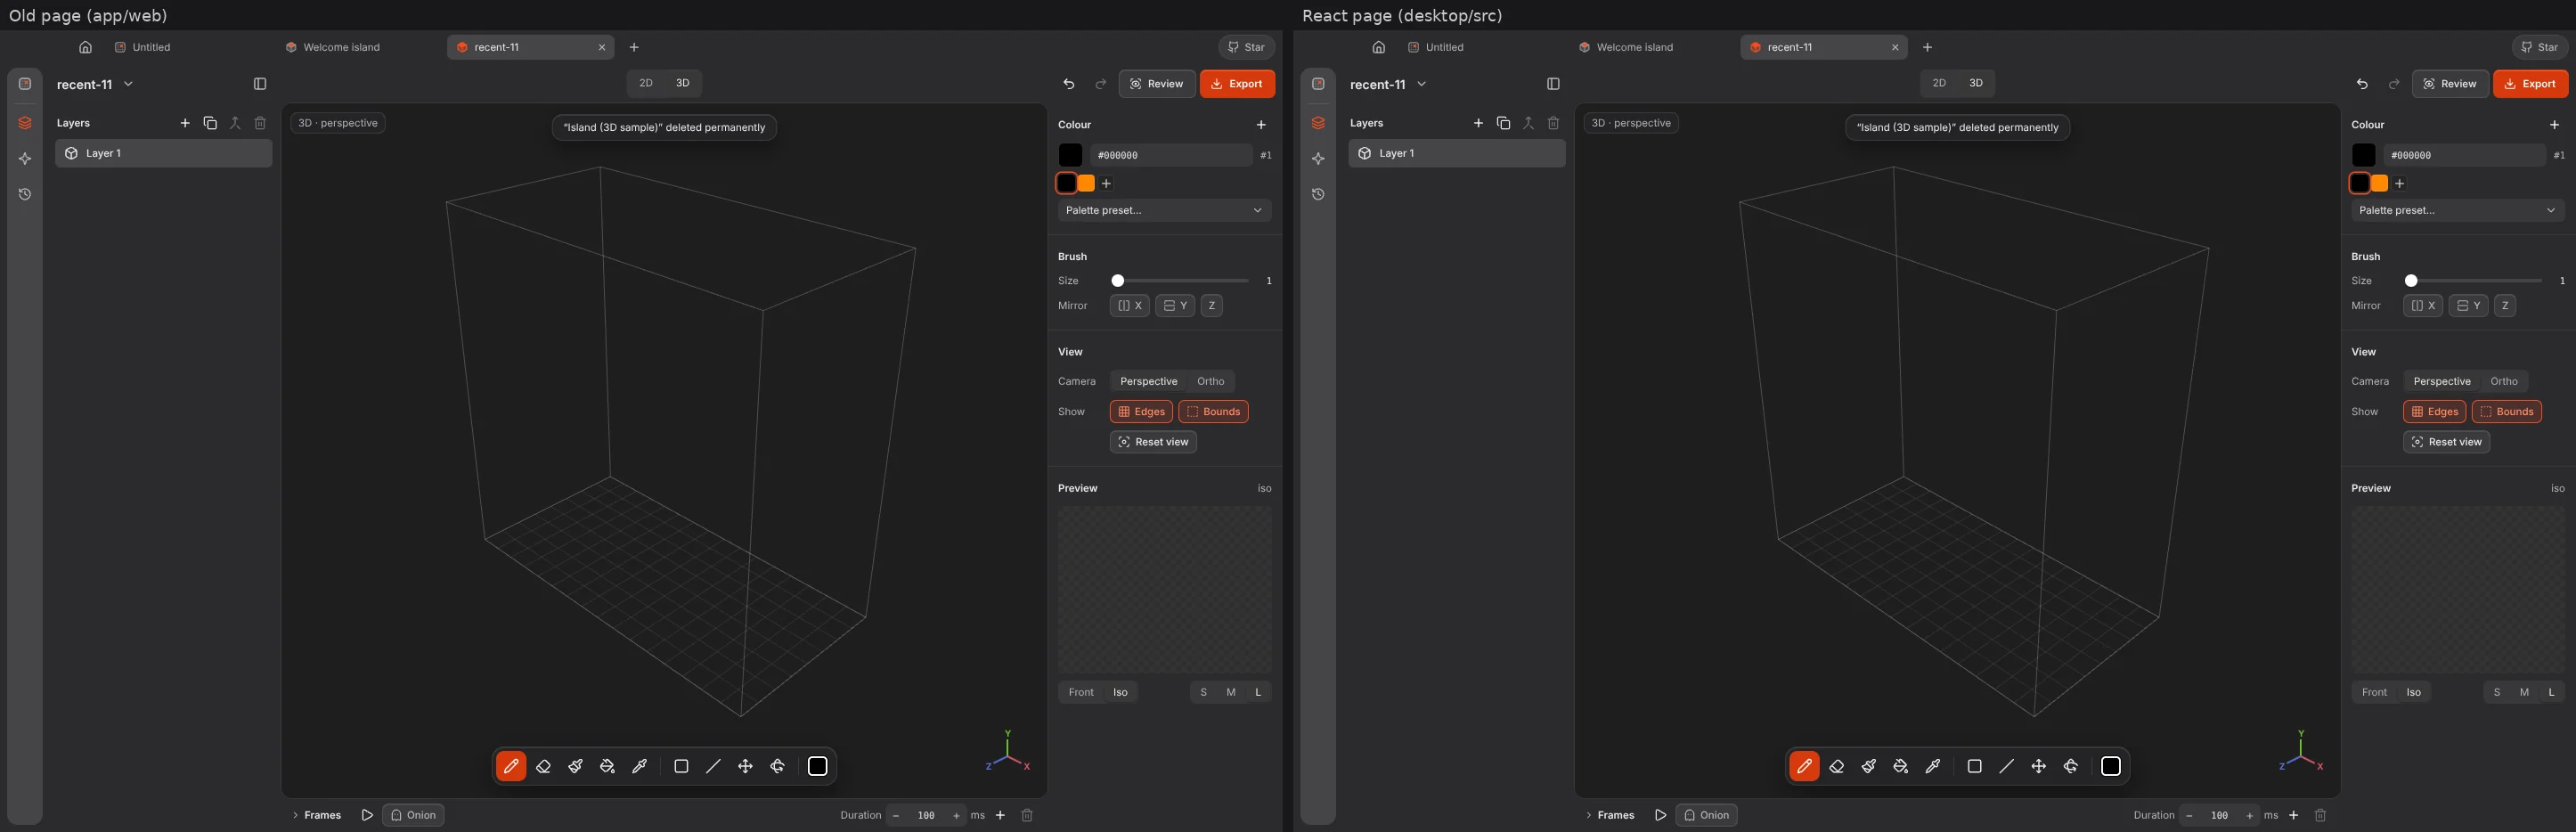 Old page (app/web)
Untitled
Welcome island
recent-11
Star
recent-11
2D 3D
Review
Export
Layers
Layer 1
3D · perspective
“Island (3D sample)” deleted permanently
Colour
#000000
#1
Palette preset...
Brush
Size
1
Mirror
X
Y
Z
View
Camera
Perspective
Ortho
Show
Edges
Bounds
Reset view
Preview
iso
Front
Iso
S M L
Y
Z
X
Frames
Onion
Duration
100
ms
React page (desktop/src)
Untitled
Welcome island
recent-11
Star
recent-11
2D 3D
Review
Export
Layers
Layer 1
3D · perspective
“Island (3D sample)” deleted permanently
Colour
#000000
#1
Palette preset...
Brush
Size
1
Mirror
X
Y
Z
View
Camera
Perspective
Ortho
Show
Edges
Bounds
Reset view
Preview
iso
Front
Iso
S M L
Y
Z
X
Frames
Onion
Duration
100
ms